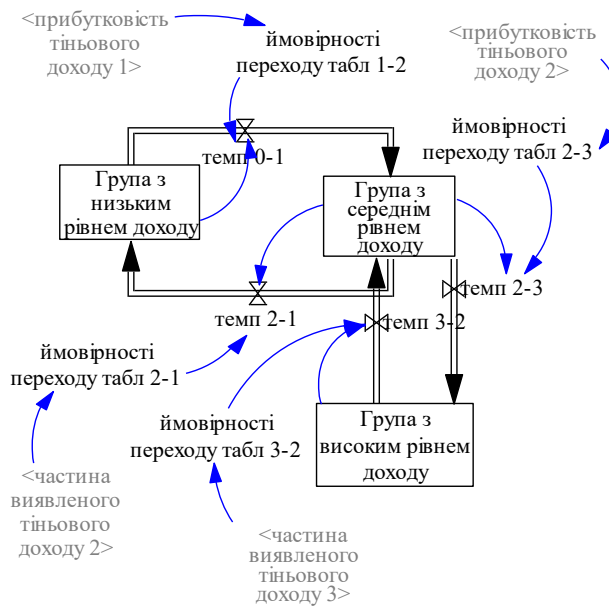 <прибутковість
тіньового
доходу 1>
ймовірності
переходу табл 1-2
<прибутковість
тіньового
доходу 2>
ймовірності
переходу табл 2-3
темп 0-1
Група з
низьким
рівнем доходу
Група з
середнім
рівнем
доходу
темп 2-3
темп 2-1
темп 3-2
ймовірності
переходу табл 2-1
ймовірності
переходу табл 3-2
Група з
високим рівнем
доходу
<частина
виявленого
тіньового
доходу 2>
<частина
виявленого
тіньового
доходу 3>